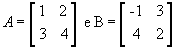 A = [1 2
3 4] e B = [-1 3
4 2]